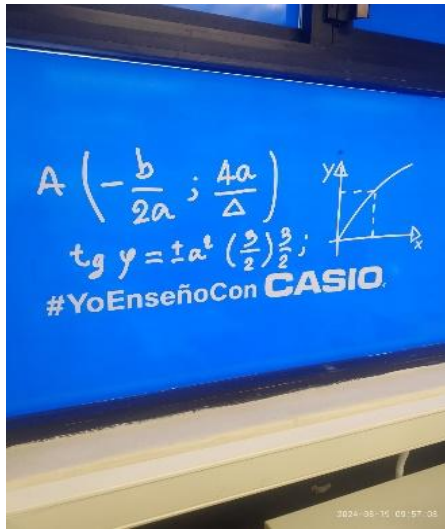 A (-b/2a ; 4a/Δ)
y
x
tg φ = ±a² (3/2) 3/2 ;
#YoEnseñoCon CASIO
2024-08-16 09:57:08